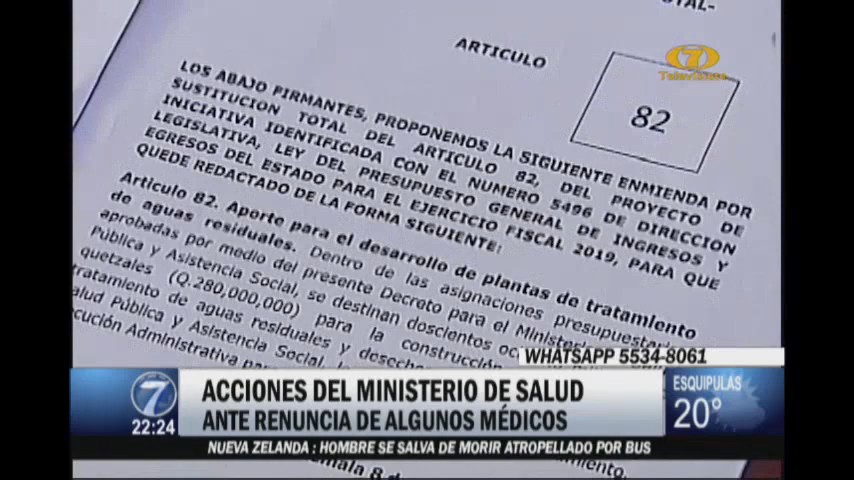 TOTAL-
ARTICULO
82
7
Televisiete
LOS ABAJO FIRMANTES, PROPONEMOS LA SIGUIENTE ENMIENDA POR
SUSTITUCION TOTAL DEL ARTICULO 82, DEL PROYECTO DE
INICIATIVA IDENTIFICADA CON EL NUMERO 5496 DE DIRECCION
LEGISLATIVA, LEY DEL PRESUPUESTO GENERAL DE INGRESOS Y
EGRESOS DEL ESTADO PARA EL EJERCICIO FISCAL 2019, PARA QUE
QUEDE REDACTADO DE LA FORMA SIGUIENTE:
Articulo 82. Aporte para el desarrollo de plantas de tratamiento
de aguas residuales. Dentro de las asignaciones
aprobadas por medio del presente Decreto para el
Pública y Asistencia Social, se destinan doscientos
quetzales (Q.280,000,000) para la
tratamiento de aguas residuales y
Pública y Asistencia Social,
Administrativa
WHATSAPP 5534-8061
7
22:24
ACCIONES DEL MINISTERIO DE SALUD
ANTE RENUNCIA DE ALGUNOS MÉDICOS
ESQUIPULAS
20°
NUEVA ZELANDA : HOMBRE SE SALVA DE MORIR ATROPELLADO POR BUS